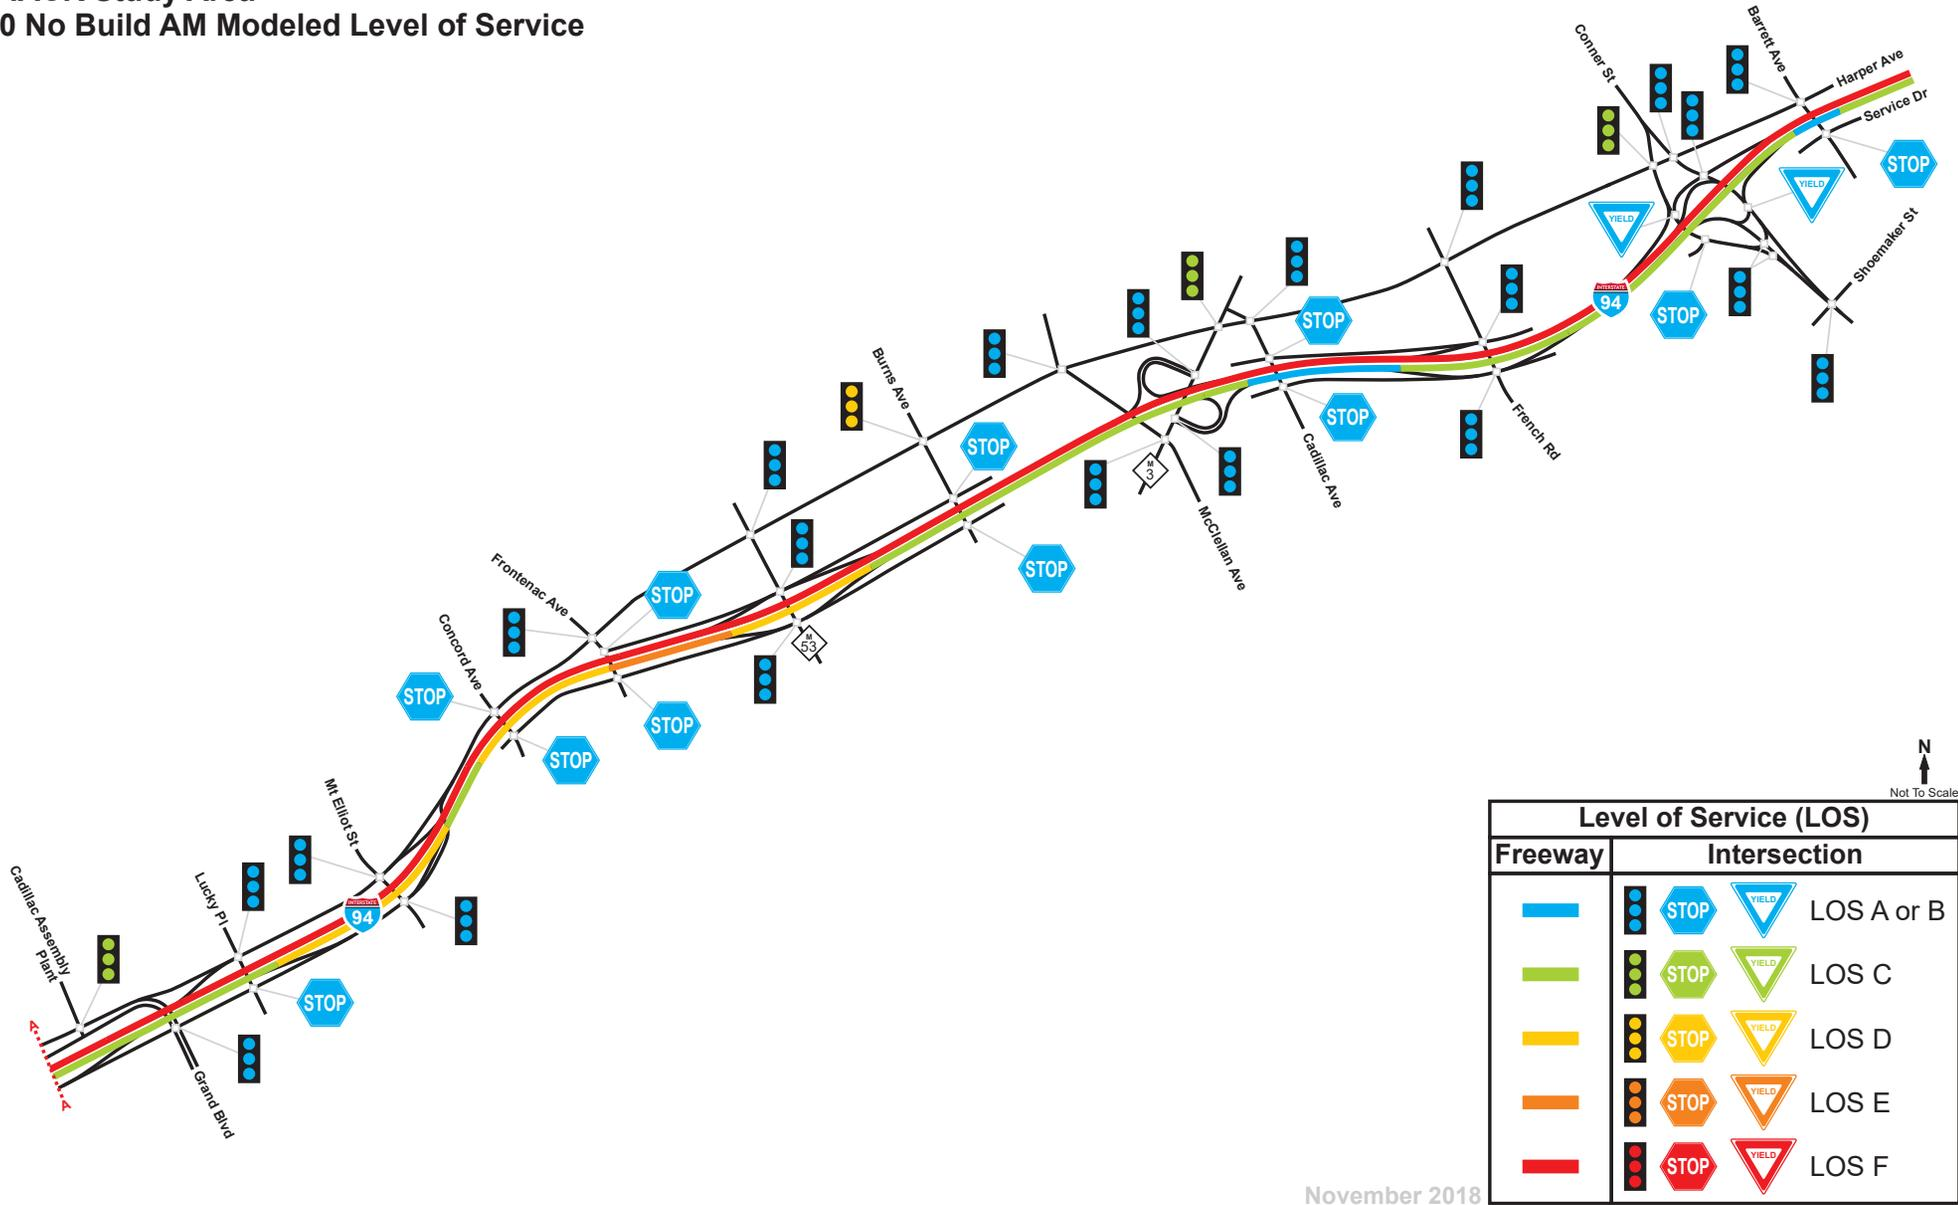 Study Area
0 No Build AM Modeled Level of Service
Conner St
Barrett Ave
Harper Ave
Service Dr
STOP
YIELD
YIELD
Shoemaker St
INTERSTATE
94
STOP
STOP
STOP
French Rd
Cadillac Ave
M
3
McClellan Ave
Burns Ave
STOP
STOP
Frontenac Ave
STOP
M
53
Concord Ave
STOP
STOP
STOP
Mt Elliot St
INTERSTATE
94
Lucky Pl
Cadillac Assembly
Plant
STOP
Grand Blvd
A
A
N
Not To Scale
Level of Service (LOS)
Freeway Intersection
STOP YIELD LOS A or B
STOP YIELD LOS C
STOP YIELD LOS D
STOP YIELD LOS E
STOP YIELD LOS F
November 2018